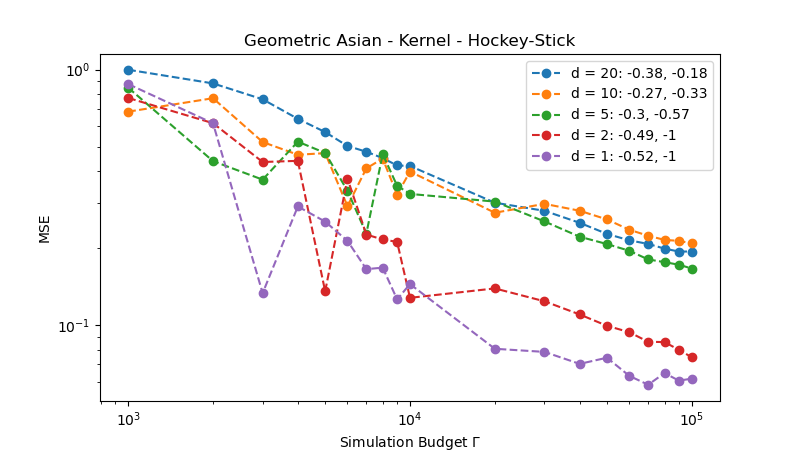 Geometric Asian - Kernel - Hockey-Stick
10⁰
10⁻¹
MSE
d = 20: -0.38, -0.18
d = 10: -0.27, -0.33
d = 5: -0.3, -0.57
d = 2: -0.49, -1
d = 1: -0.52, -1
10³
10⁴
10⁵
Simulation Budget Γ